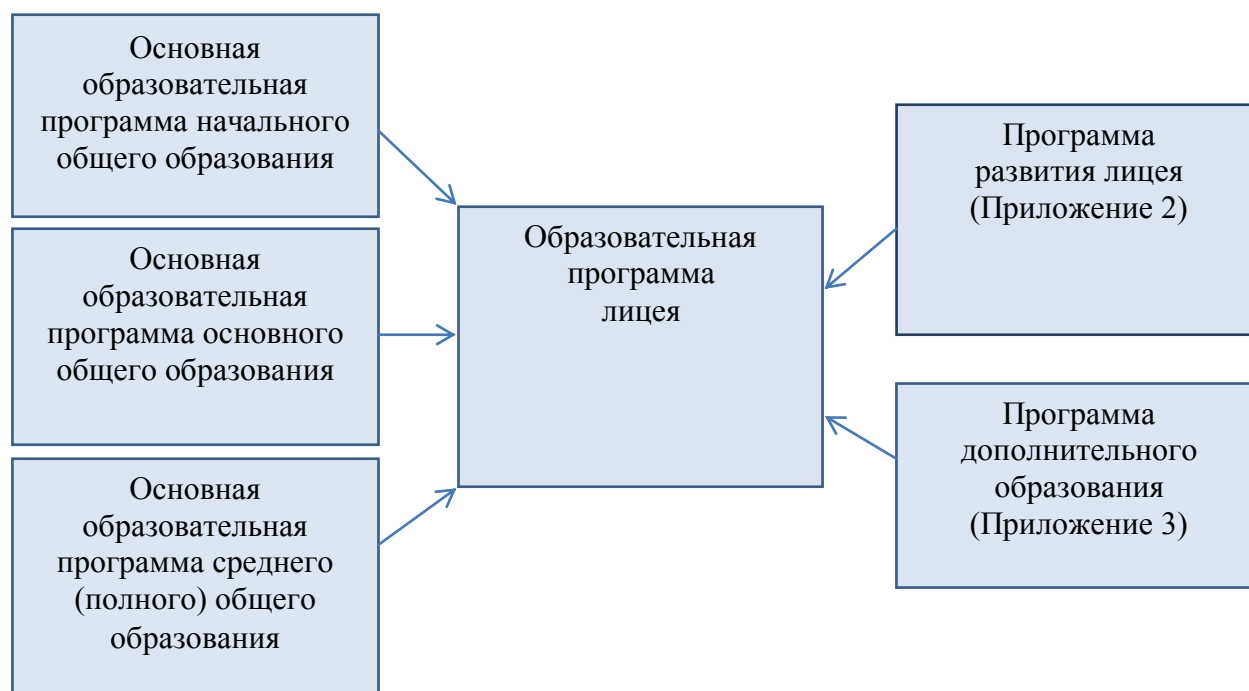 Основная
образовательная
программа начального
общего образования
Основная
образовательная
программа основного
общего образования
Основная
образовательная
программа среднего
(полного) общего
образования
Образовательная
программа
лицея
Программа
развития лицея
(Приложение 2)
Программа
дополнительного
образования
(Приложение 3)